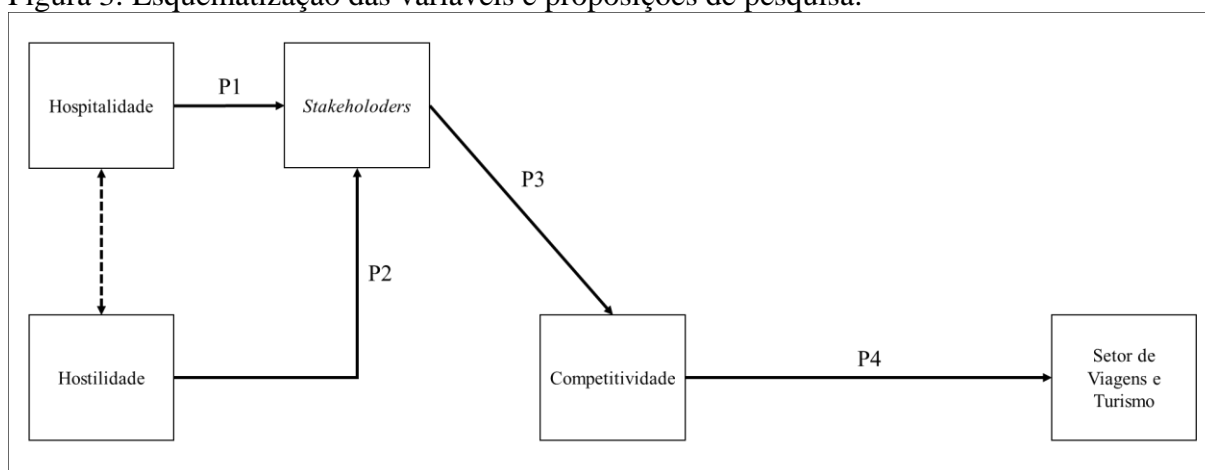 Figura 3: Esquematização das variáveis e proposições de pesquisa.
Hospitalidade
P1
Stakeholoders
P3
P2
Hostilidade
Competitividade
P4
Setor de
Viagens e
Turismo